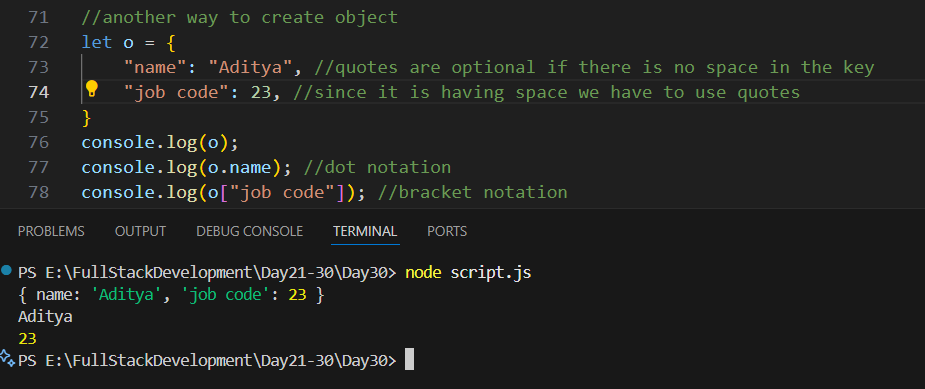 71 //another way to create object
72 let o = {
73     "name": "Aditya", //quotes are optional if there is no space in the key
74     "job code": 23, //since it is having space we have to use quotes
75 }
76 console.log(o);
77 console.log(o.name); //dot notation
78 console.log(o["job code"]); //bracket notation
PROBLEMS OUTPUT DEBUG CONSOLE TERMINAL PORTS
PS E:\FullStackDevelopment\Day21-30\Day30> node script.js
{ name: 'Aditya', 'job code': 23 }
Aditya
23
PS E:\FullStackDevelopment\Day21-30\Day30>